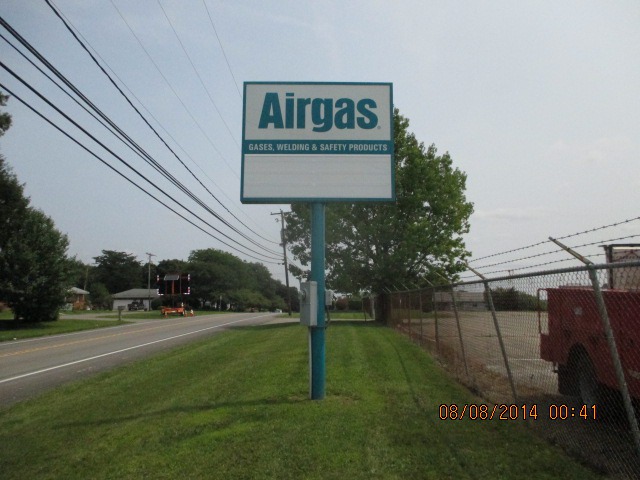 Airgas.
GASES, WELDING & SAFETY PRODUCTS
08/08/2014 00:41